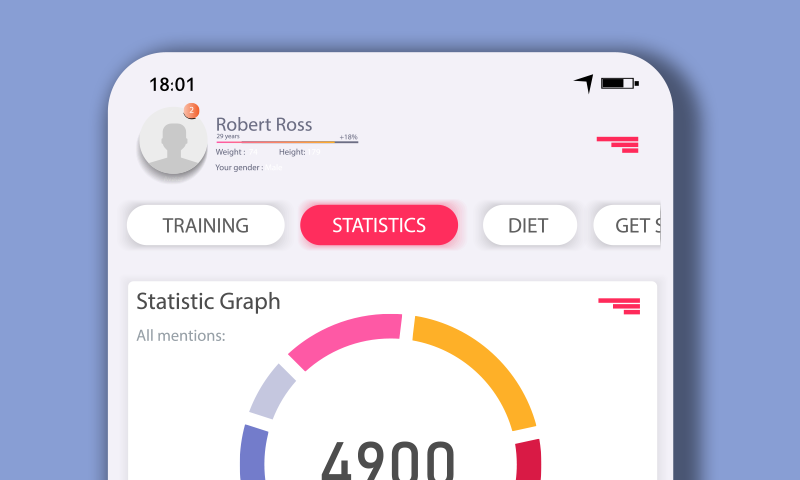 18:01
2
Robert Ross
29 years +18%
Weight : Height:
Your gender : Male
TRAINING STATISTICS DIET GET S
Statistic Graph
All mentions:
4900